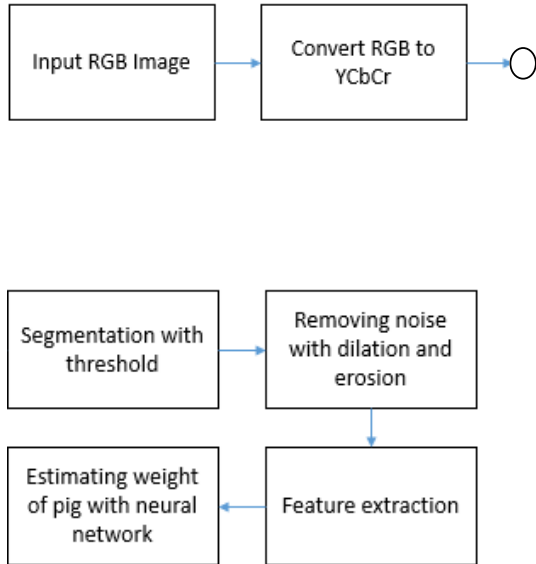 Input RGB Image
Convert RGB to
YCbCr
Segmentation with
threshold
Removing noise
with dilation and
erosion
Estimating weight
of pig with neural
network
Feature extraction